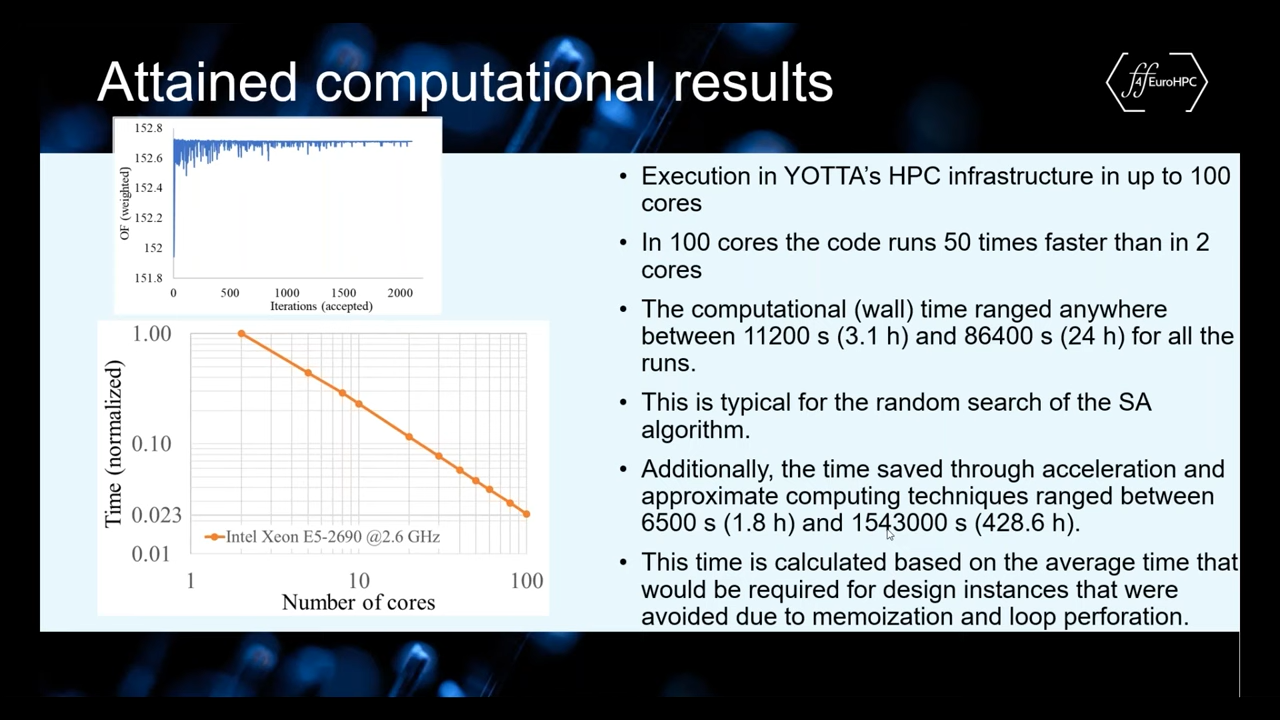 Attained computational results
ff4EuroHPC
152.8
152.6
152.4
152.2
152
151.8
OF (weighted)
0 500 1000 1500 2000
Iterations (accepted)
1.00
0.10
0.023
0.01
Time (normalized)
Intel Xeon E5-2690 @2.6 GHz
1 10 100
Number of cores
• Execution in YOTTA's HPC infrastructure in up to 100
cores
• In 100 cores the code runs 50 times faster than in 2
cores
• The computational (wall) time ranged anywhere
between 11200 s (3.1 h) and 86400 s (24 h) for all the
runs.
• This is typical for the random search of the SA
algorithm.
• Additionally, the time saved through acceleration and
approximate computing techniques ranged between
6500 s (1.8 h) and 1543000 s (428.6 h).
• This time is calculated based on the average time that
would be required for design instances that were
avoided due to memoization and loop perforation.